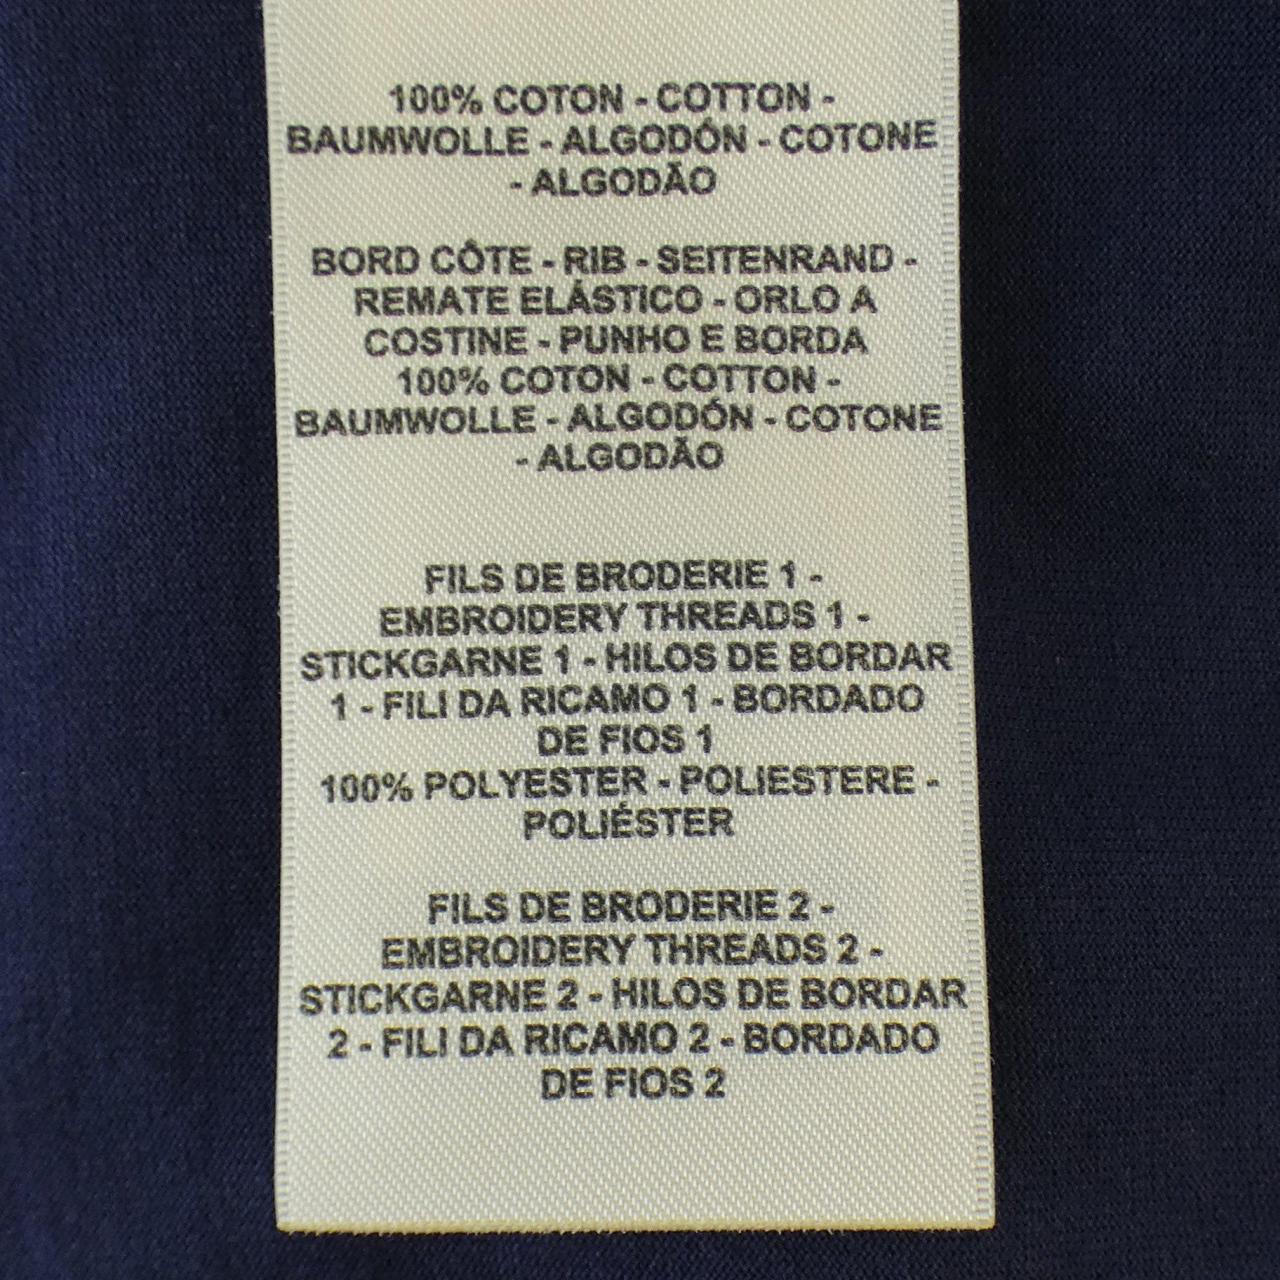 100% COTON - COTTON -
BAUMWOLLE - ALGODÓN - COTONE
- ALGODÃO
BORD CÔTE - RIB - SEITENRAND -
REMATE ELÁSTICO - ORLO A
COSTINE - PUNHO E BORDA
100% COTON - COTTON -
BAUMWOLLE - ALGODÓN - COTONE
- ALGODÃO
FILS DE BRODERIE 1 -
EMBROIDERY THREADS 1 -
STICKGARNE 1 - HILOS DE BORDAR
1 - FILI DA RICAMO 1 - BORDADO
DE FIOS 1
100% POLYESTER - POLIESTERE -
POLIÉSTER
FILS DE BRODERIE 2 -
EMBROIDERY THREADS 2 -
STICKGARNE 2 - HILOS DE BORDAR
2 - FILI DA RICAMO 2 - BORDADO
DE FIOS 2